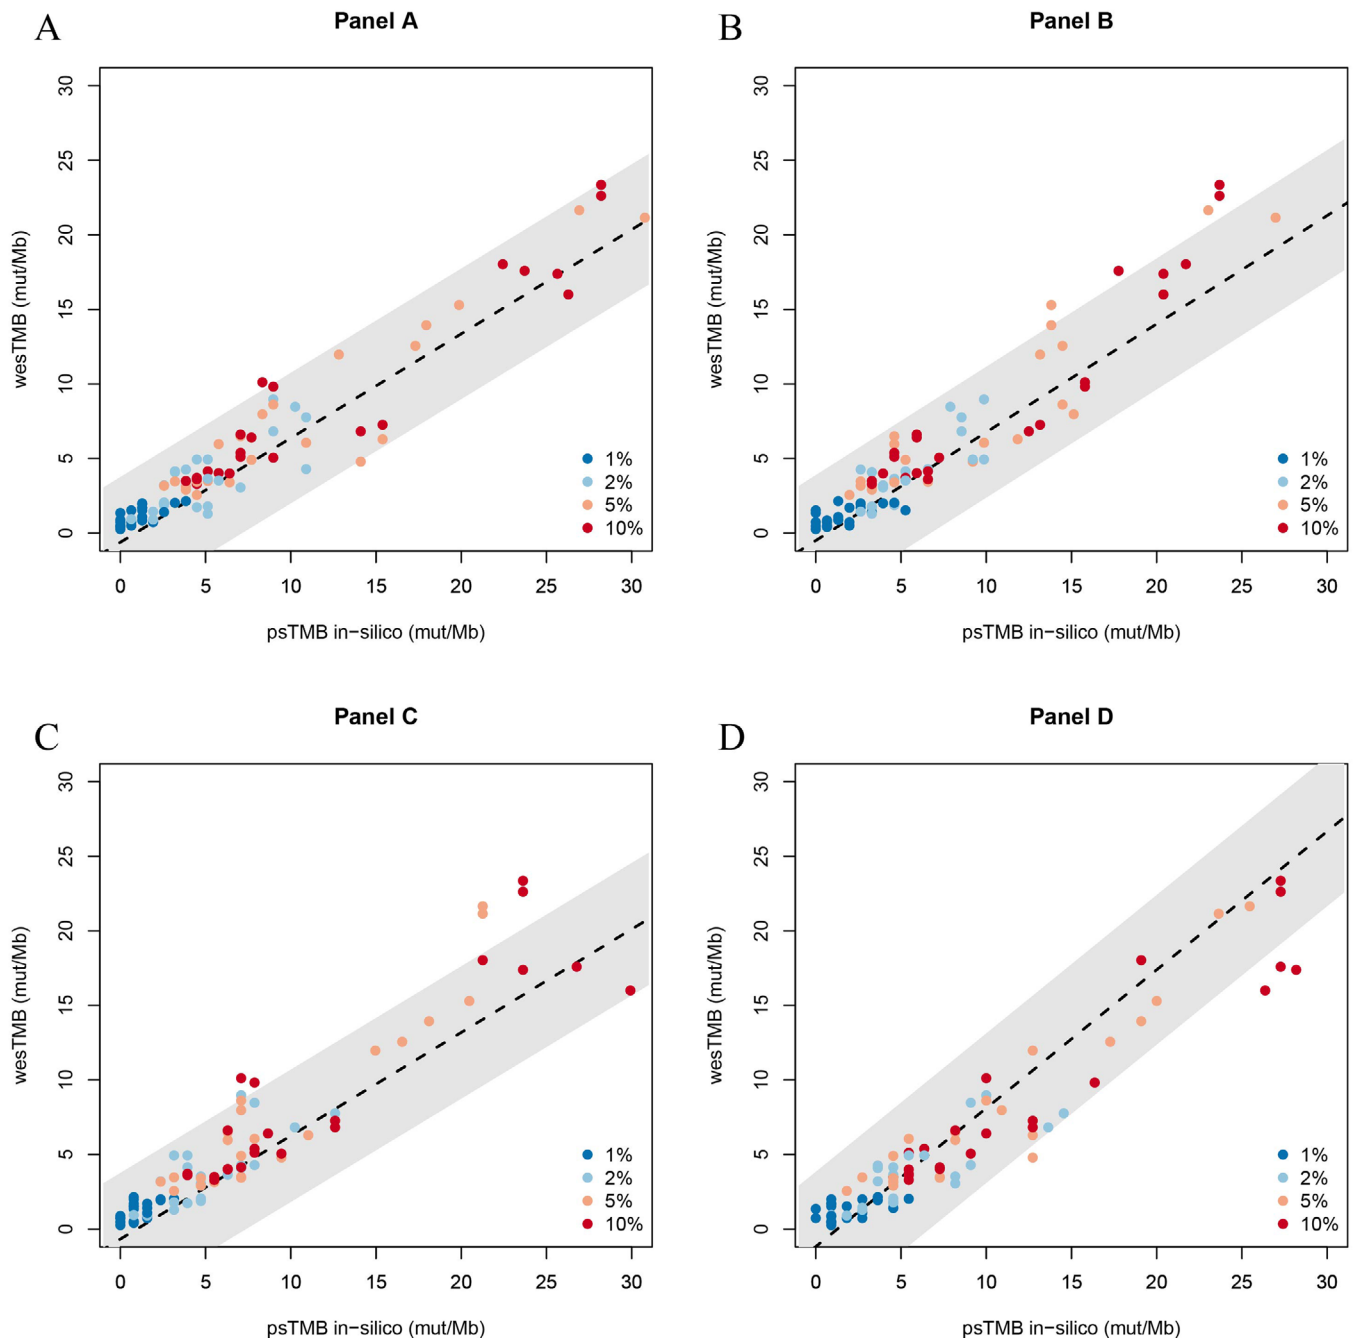 A
Panel A
30
25
20
15
10
5
0
wesTMB (mut/Mb)
1%
2%
5%
10%
0 5 10 15 20 25 30
psTMB in−silico (mut/Mb)
B
Panel B
30
25
20
15
10
5
0
wesTMB (mut/Mb)
1%
2%
5%
10%
0 5 10 15 20 25 30
psTMB in−silico (mut/Mb)
C
Panel C
30
25
20
15
10
5
0
wesTMB (mut/Mb)
1%
2%
5%
10%
0 5 10 15 20 25 30
psTMB in−silico (mut/Mb)
D
Panel D
30
25
20
15
10
5
0
wesTMB (mut/Mb)
1%
2%
5%
10%
0 5 10 15 20 25 30
psTMB in−silico (mut/Mb)